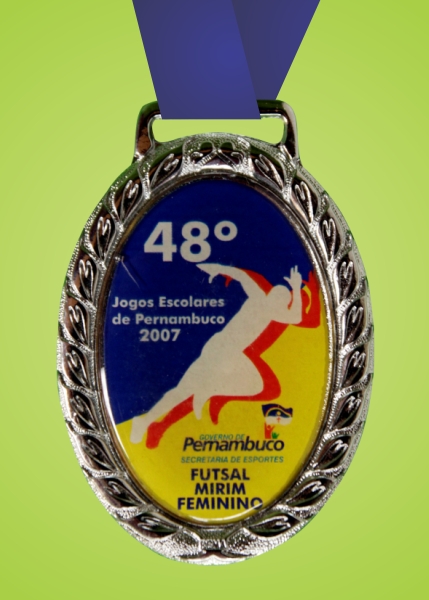 48º
Jogos Escolares
de Pernambuco
2007
GOVERNO DE
Pernambuco
SECRETARIA DE ESPORTES
FUTSAL
MIRIM
FEMININO